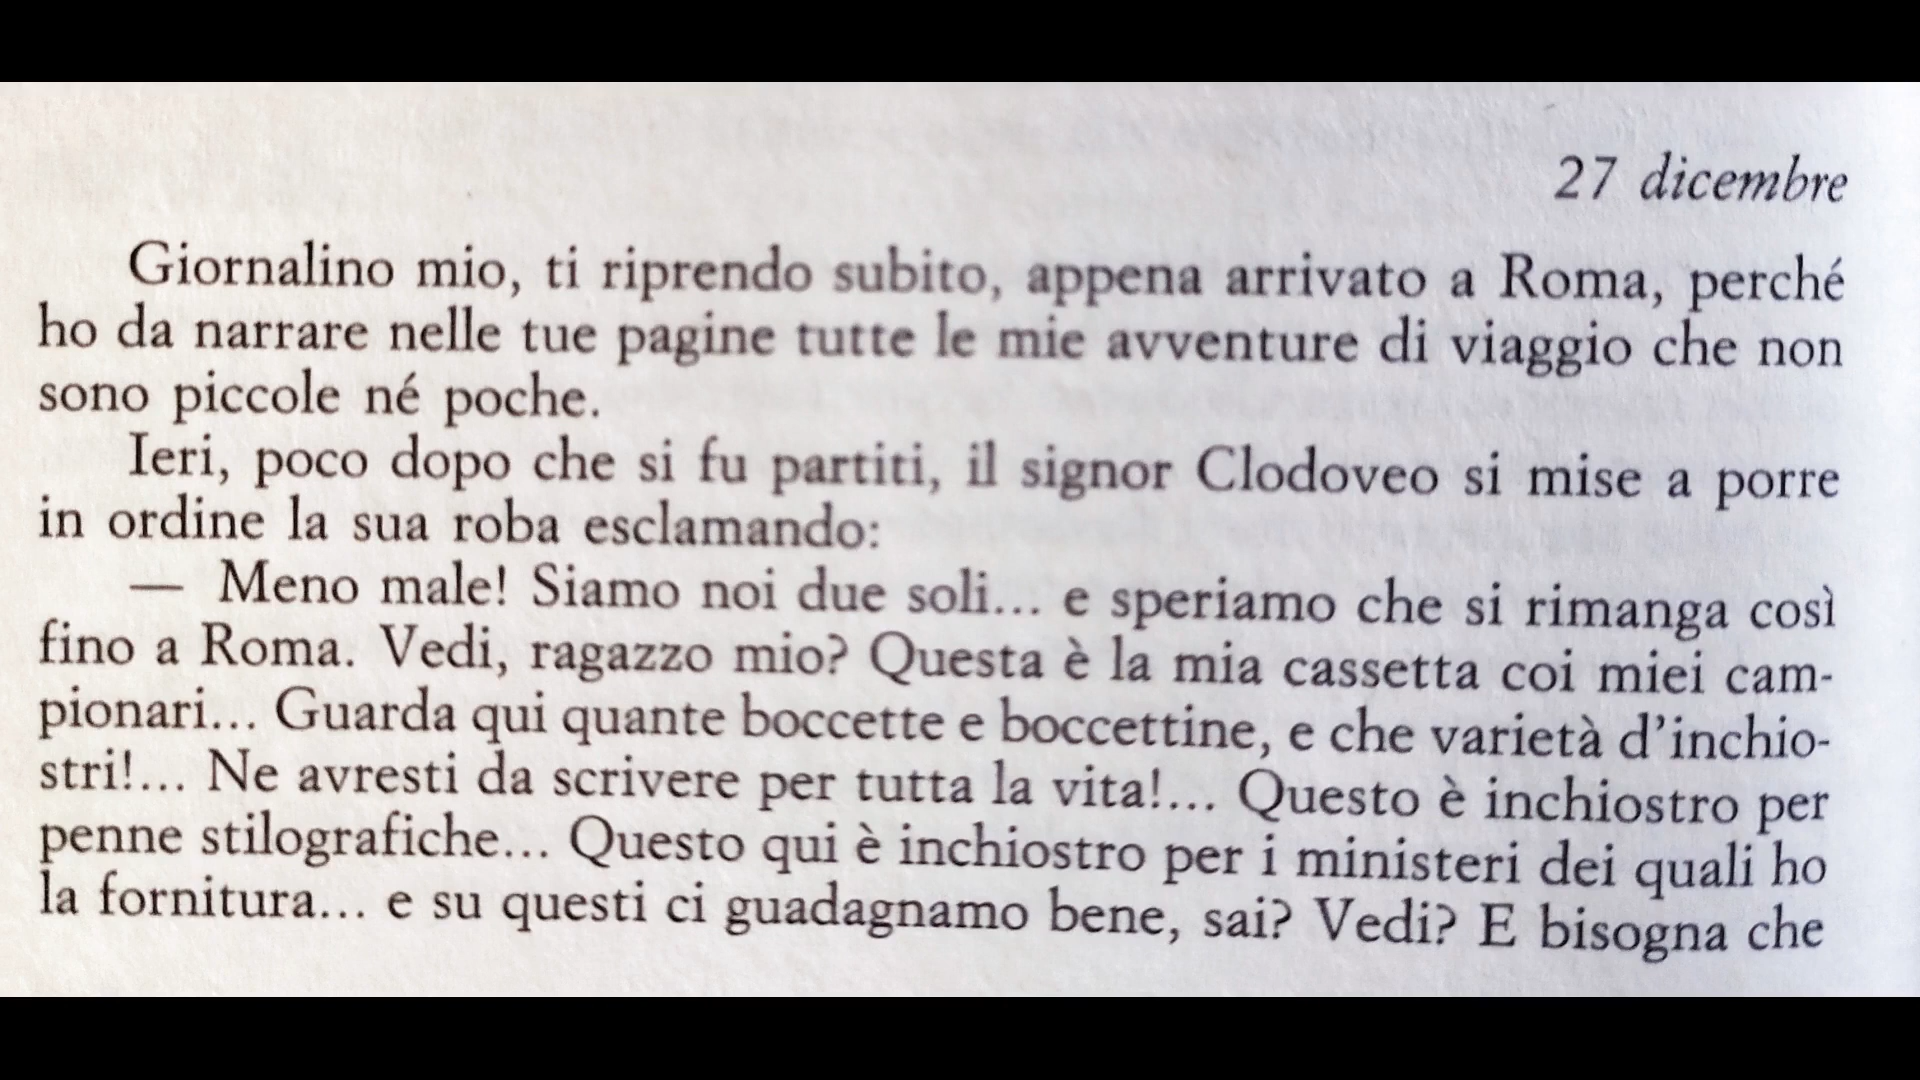 27 dicembre
Giornalino mio, ti riprendo subito, appena arrivato a Roma, perché
ho da narrare nelle tue pagine tutte le mie avventure di viaggio che non
sono piccole né poche.
Ieri, poco dopo che si fu partiti, il signor Clodoveo si mise a porre
in ordine la sua roba esclamando:
— Meno male! Siamo noi due soli... e speriamo che si rimanga così
fino a Roma. Vedi, ragazzo mio? Questa è la mia cassetta coi miei cam-
pionari... Guarda qui quante boccette e boccettine, e che varietà d'inchio-
stri!... Ne avresti da scrivere per tutta la vita!... Questo è inchiostro per
penne stilografiche... Questo qui è inchiostro per i ministeri dei quali ho
la fornitura... e su questi ci guadagnamo bene, sai? Vedi? E bisogna che